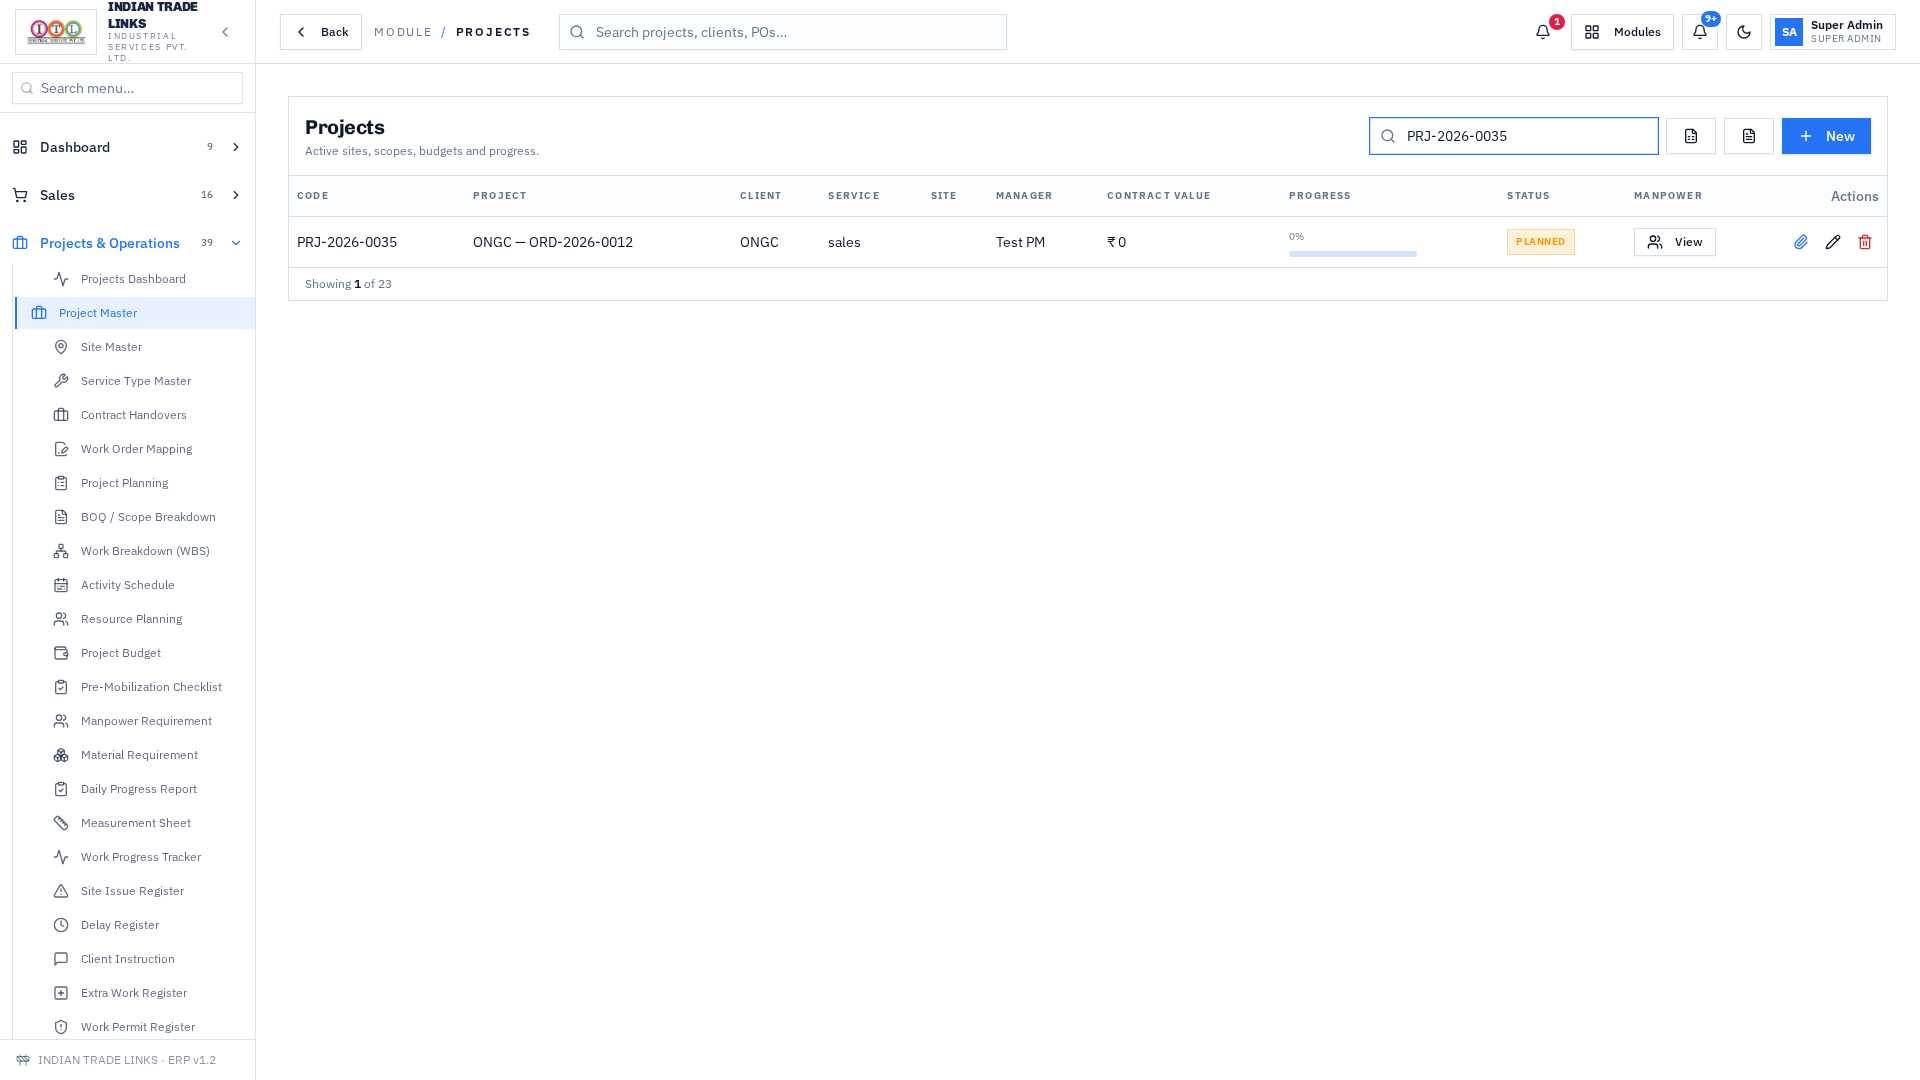 INDIAN TRADE
LINKS
INDUSTRIAL
SERVICES PVT.
LTD.
Search menu...
Dashboard 9
Sales 16
Projects & Operations 39
Projects Dashboard
Project Master
Site Master
Service Type Master
Contract Handovers
Work Order Mapping
Project Planning
BOQ / Scope Breakdown
Work Breakdown (WBS)
Activity Schedule
Resource Planning
Project Budget
Pre-Mobilization Checklist
Manpower Requirement
Material Requirement
Daily Progress Report
Measurement Sheet
Work Progress Tracker
Site Issue Register
Delay Register
Client Instruction
Extra Work Register
Work Permit Register
INDIAN TRADE LINKS · ERP v1.2
Back MODULE / PROJECTS Search projects, clients, POs... 1 Modules 9+ SA Super Admin
SUPER ADMIN
Projects
Active sites, scopes, budgets and progress.
PRJ-2026-0035 New
CODE PROJECT CLIENT SERVICE SITE MANAGER CONTRACT VALUE PROGRESS STATUS MANPOWER Actions
PRJ-2026-0035 ONGC — ORD-2026-0012 ONGC sales Test PM ₹ 0 0% PLANNED View
Showing 1 of 23